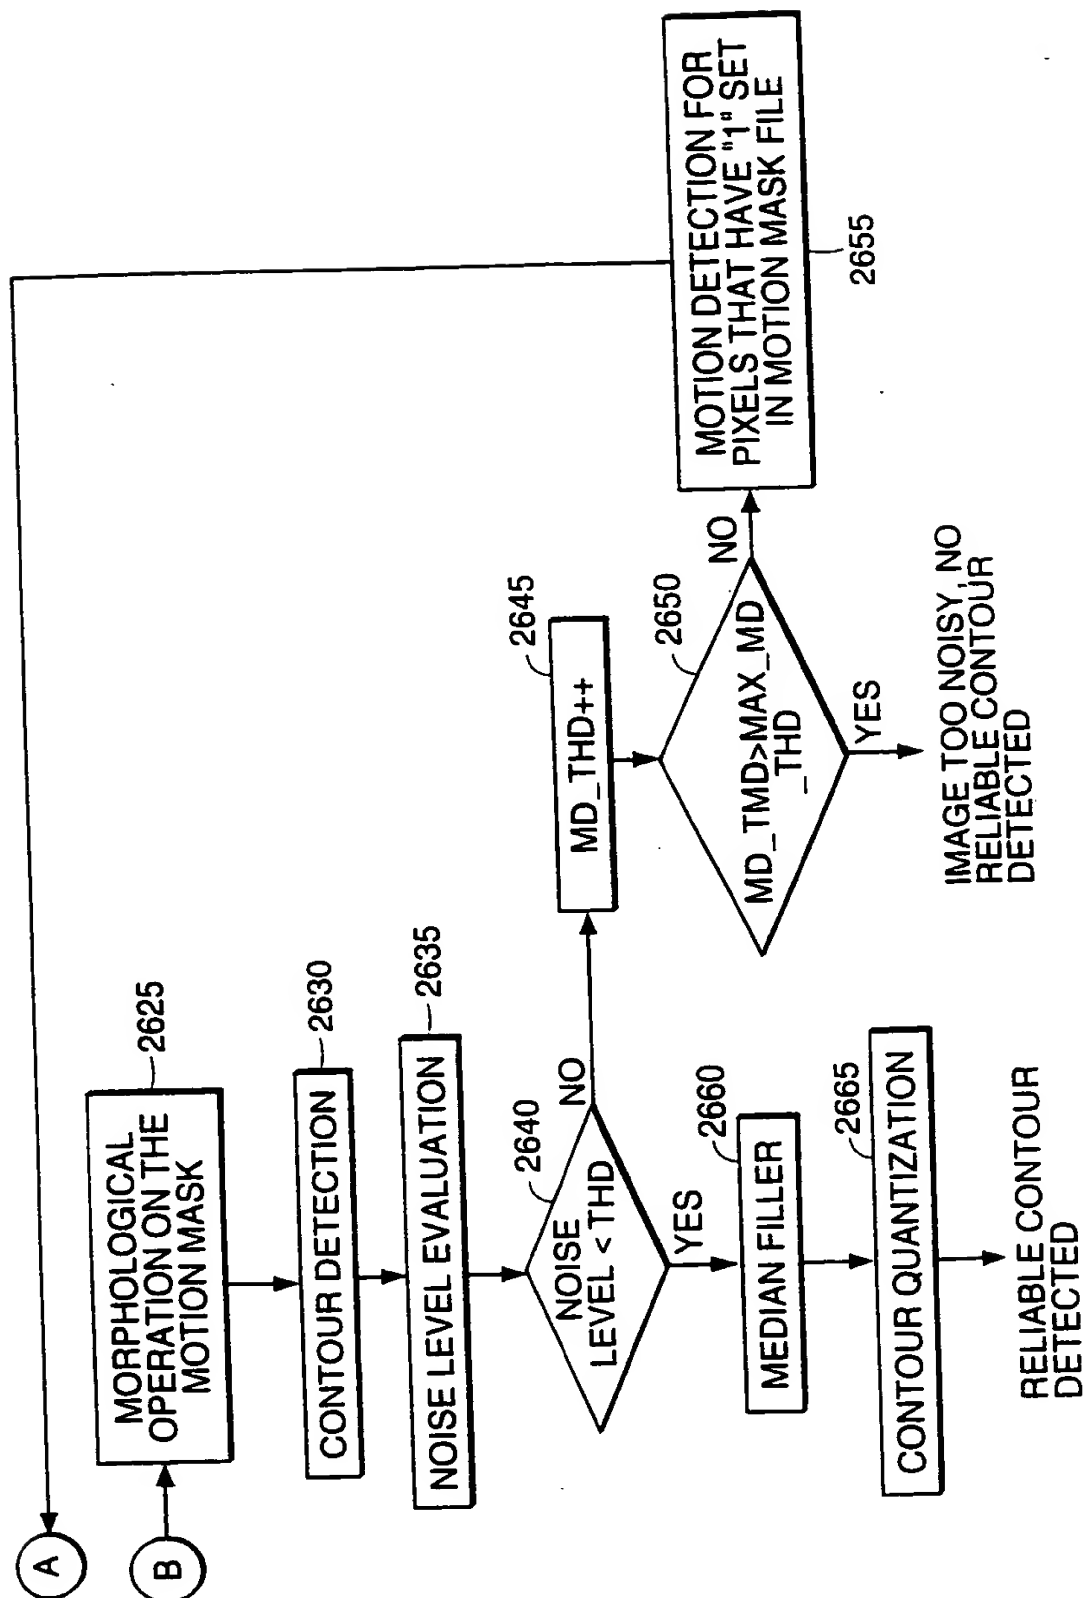 A
B
MORPHOLOGICAL
OPERATION ON THE
MOTION MASK
2625
CONTOUR DETECTION
2630
NOISE LEVEL EVALUATION
2635
NOISE
LEVEL < THD
2640
NO
YES
MD_THD++
2645
MD_TMD>MAX_MD
_THD
2650
NO
YES
MOTION DETECTION FOR
PIXELS THAT HAVE "1" SET
IN MOTION MASK FILE
2655
IMAGE TOO NOISY, NO
RELIABLE CONTOUR
DETECTED
MEDIAN FILLER
2660
CONTOUR QUANTIZATION
2665
RELIABLE CONTOUR
DETECTED